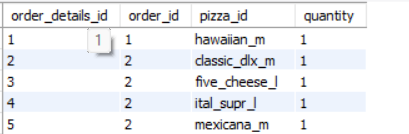 order_details_id order_id pizza_id quantity
1 1 1 hawaiian_m 1
2 2 classic_dlx_m 1
3 2 five_cheese_l 1
4 2 ital_supr_l 1
5 2 mexicana_m 1